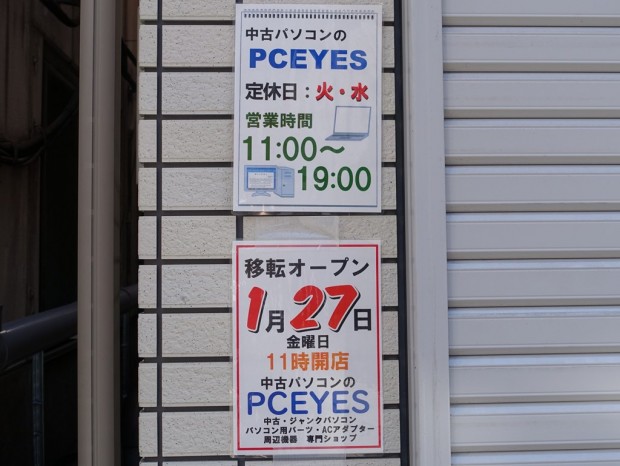 中古パソコンの
PCEYES
定休日：火・水
営業時間
11:00～
19:00
移転オープン
1月27日
金曜日
11時開店
中古パソコンの
PCEYES
中古・ジャンクパソコン
パソコン用パーツ・ACアダプター
周辺機器 専門ショップ